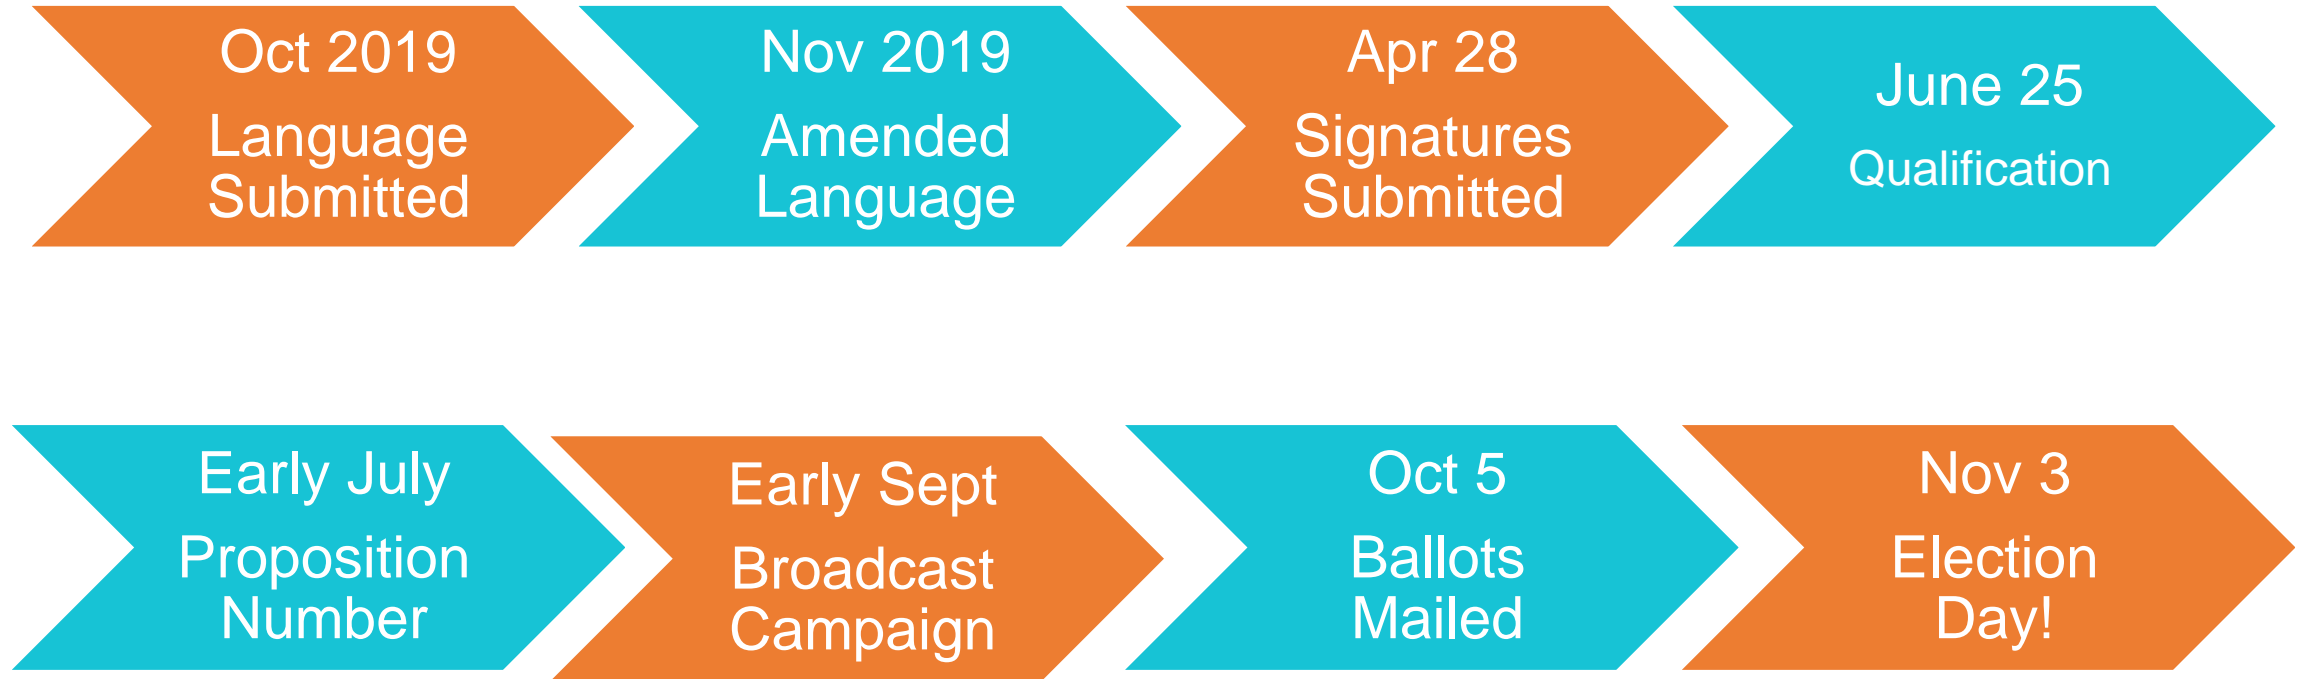 Oct 2019
Language
Submitted
Nov 2019
Amended
Language
Apr 28
Signatures
Submitted
June 25
Qualification
Early July
Proposition
Number
Early Sept
Broadcast
Campaign
Oct 5
Ballots
Mailed
Nov 3
Election
Day!